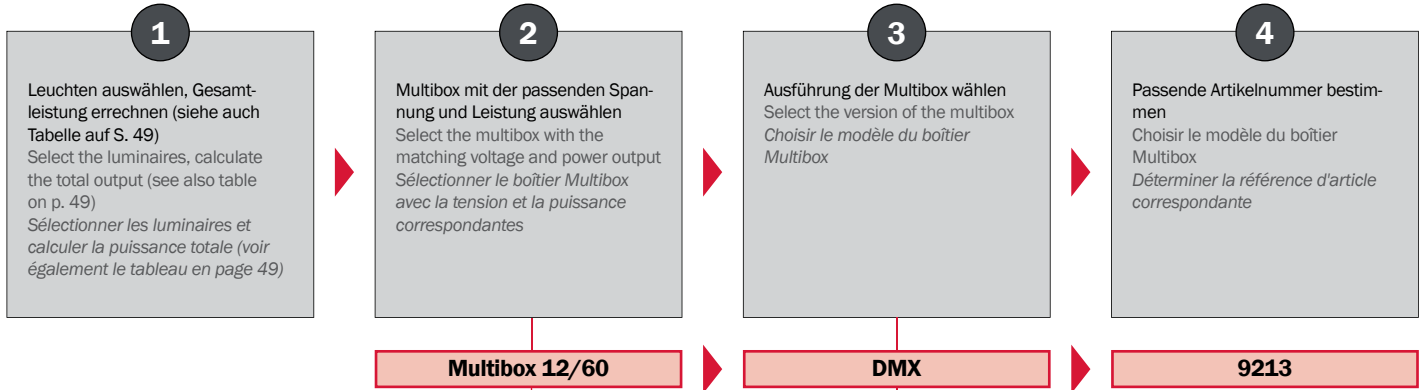 1
Leuchten auswählen, Gesamt-
leistung errechnen (siehe auch
Tabelle auf S. 49)
Select the luminaires, calculate
the total output (see also table
on p. 49)
Sélectionner les luminaires et
calculer la puissance totale (voir
également le tableau en page 49)
2
Multibox mit der passenden Span-
nung und Leistung auswählen
Select the multibox with the
matching voltage and power output
Sélectionner le boîtier Multibox
avec la tension et la puissance
correspondantes
3
Ausführung der Multibox wählen
Select the version of the multibox
Choisir le modèle du boîtier
Multibox
4
Passende Artikelnummer bestim-
men
Choisir le modèle du boîtier
Multibox
Déterminer la référence d'article
correspondante
Multibox 12/60
DMX
9213